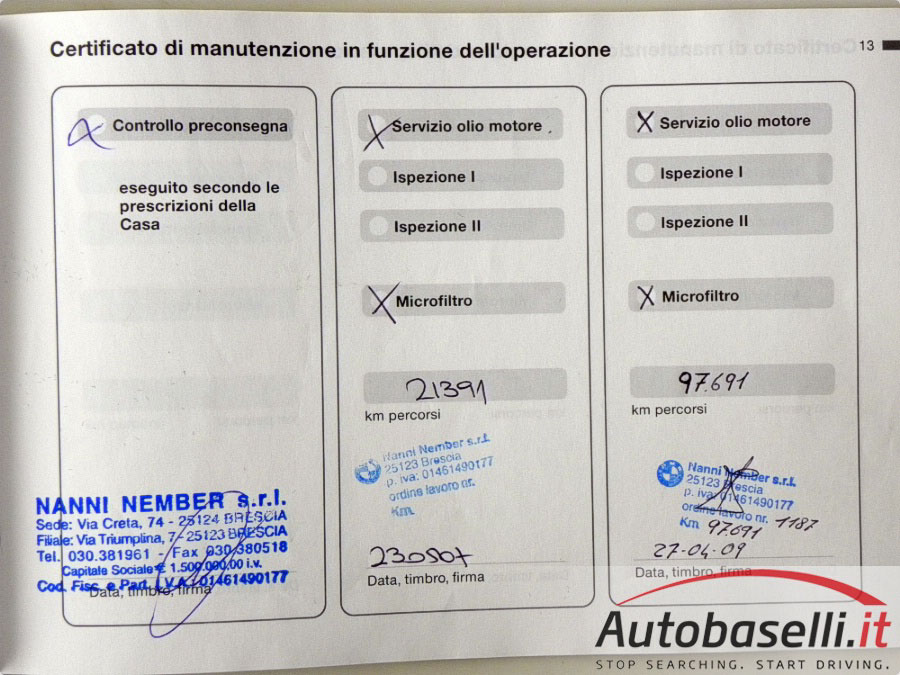 Certificato di manutenzione in funzione dell'operazione
13
Controllo preconsegna
eseguito secondo le
prescrizioni della
Casa
NANNI NEMBER s.r.l.
Sede: Via Creta, 74 - 25124 BRESCIA
Filiale: Via Triumplina, 7 - 25123 BRESCIA
Tel. 030.381961 - Fax 030.380518
Capitale Sociale € 1.500.000,00 i.v.
Cod. Fisc. e Part. I.V.A. 01461490177
Data, timbro, firma
X Servizio olio motore
Ispezione I
Ispezione II
X Microfiltro
21391
km percorsi
Nanni Nember s.r.l.
25123 Brescia
p. iva: 01461490177
ordine lavoro nr.
Km.
230507
Data, timbro, firma
X Servizio olio motore
Ispezione I
Ispezione II
X Microfiltro
97.691
km percorsi
Nanni Nember s.r.l.
25123 Brescia
p. iva: 01461490177
ordine lavoro nr. 1187
Km 97.691
27-04-09
Data, timbro, firma
Autobaselli.it
STOP SEARCHING. START DRIVING.